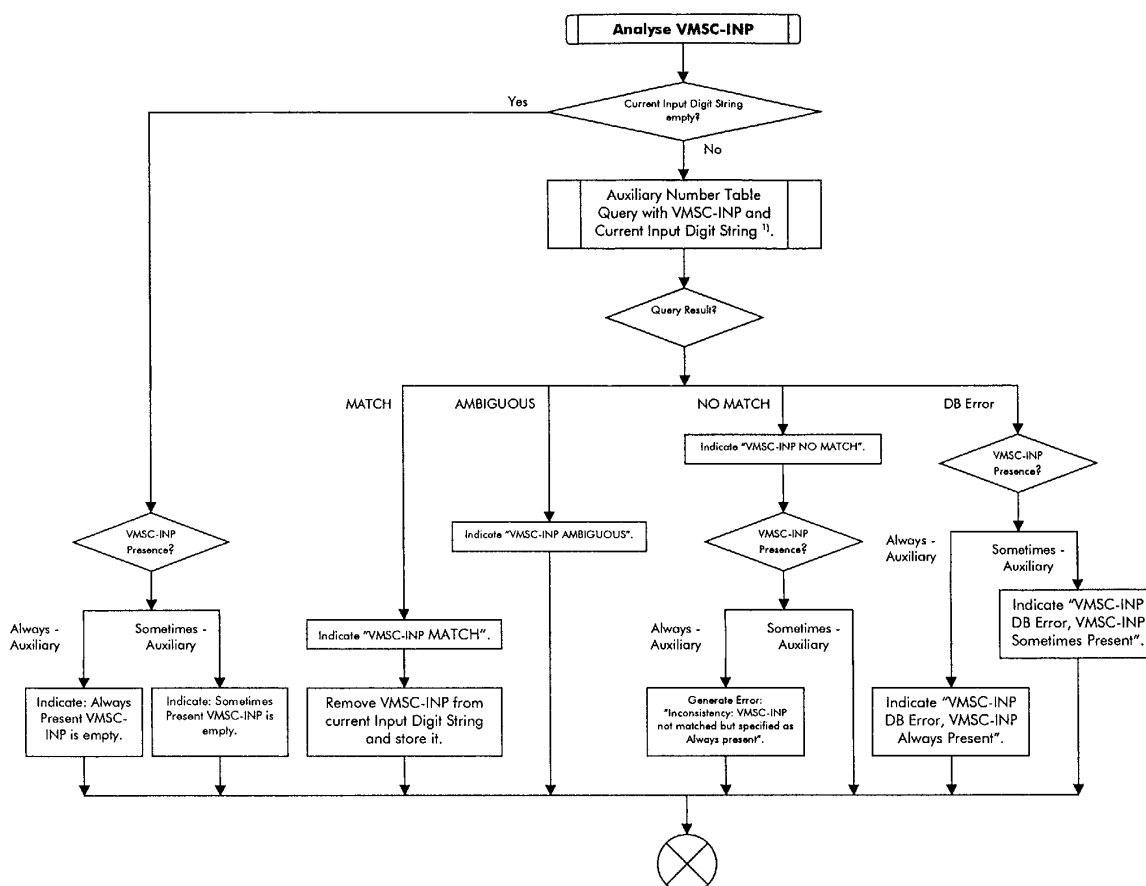 Analyse VMSC-INP
Yes
Current Input Digit String
empty?
No
Auxiliary Number Table
Query with VMSC-INP and
Current Input Digit String 1).
Query Result?
MATCH
AMBIGUOUS
NO MATCH
DB Error
Indicate "VMSC-INP NO MATCH".
VMSC-INP
Presence?
VMSC-INP
Presence?
Indicate "VMSC-INP AMBIGUOUS".
VMSC-INP
Presence?
Always -
Auxiliary
Sometimes -
Auxiliary
Indicate "VMSC-INP
DB Error, VMSC-INP
Sometimes Present".
Always -
Auxiliary
Sometimes -
Auxiliary
Indicate "VMSC-INP MATCH".
Always -
Auxiliary
Sometimes -
Auxiliary
Indicate: Always
Present VMSC-
INP is empty.
Indicate: Sometimes
Present VMSC-INP is
empty.
Remove VMSC-INP from
current Input Digit String
and store it.
Generate Error:
"Inconsistency: VMSC-INP
not matched but specified as
Always present".
Indicate "VMSC-INP
DB Error, VMSC-INP
Always Present".